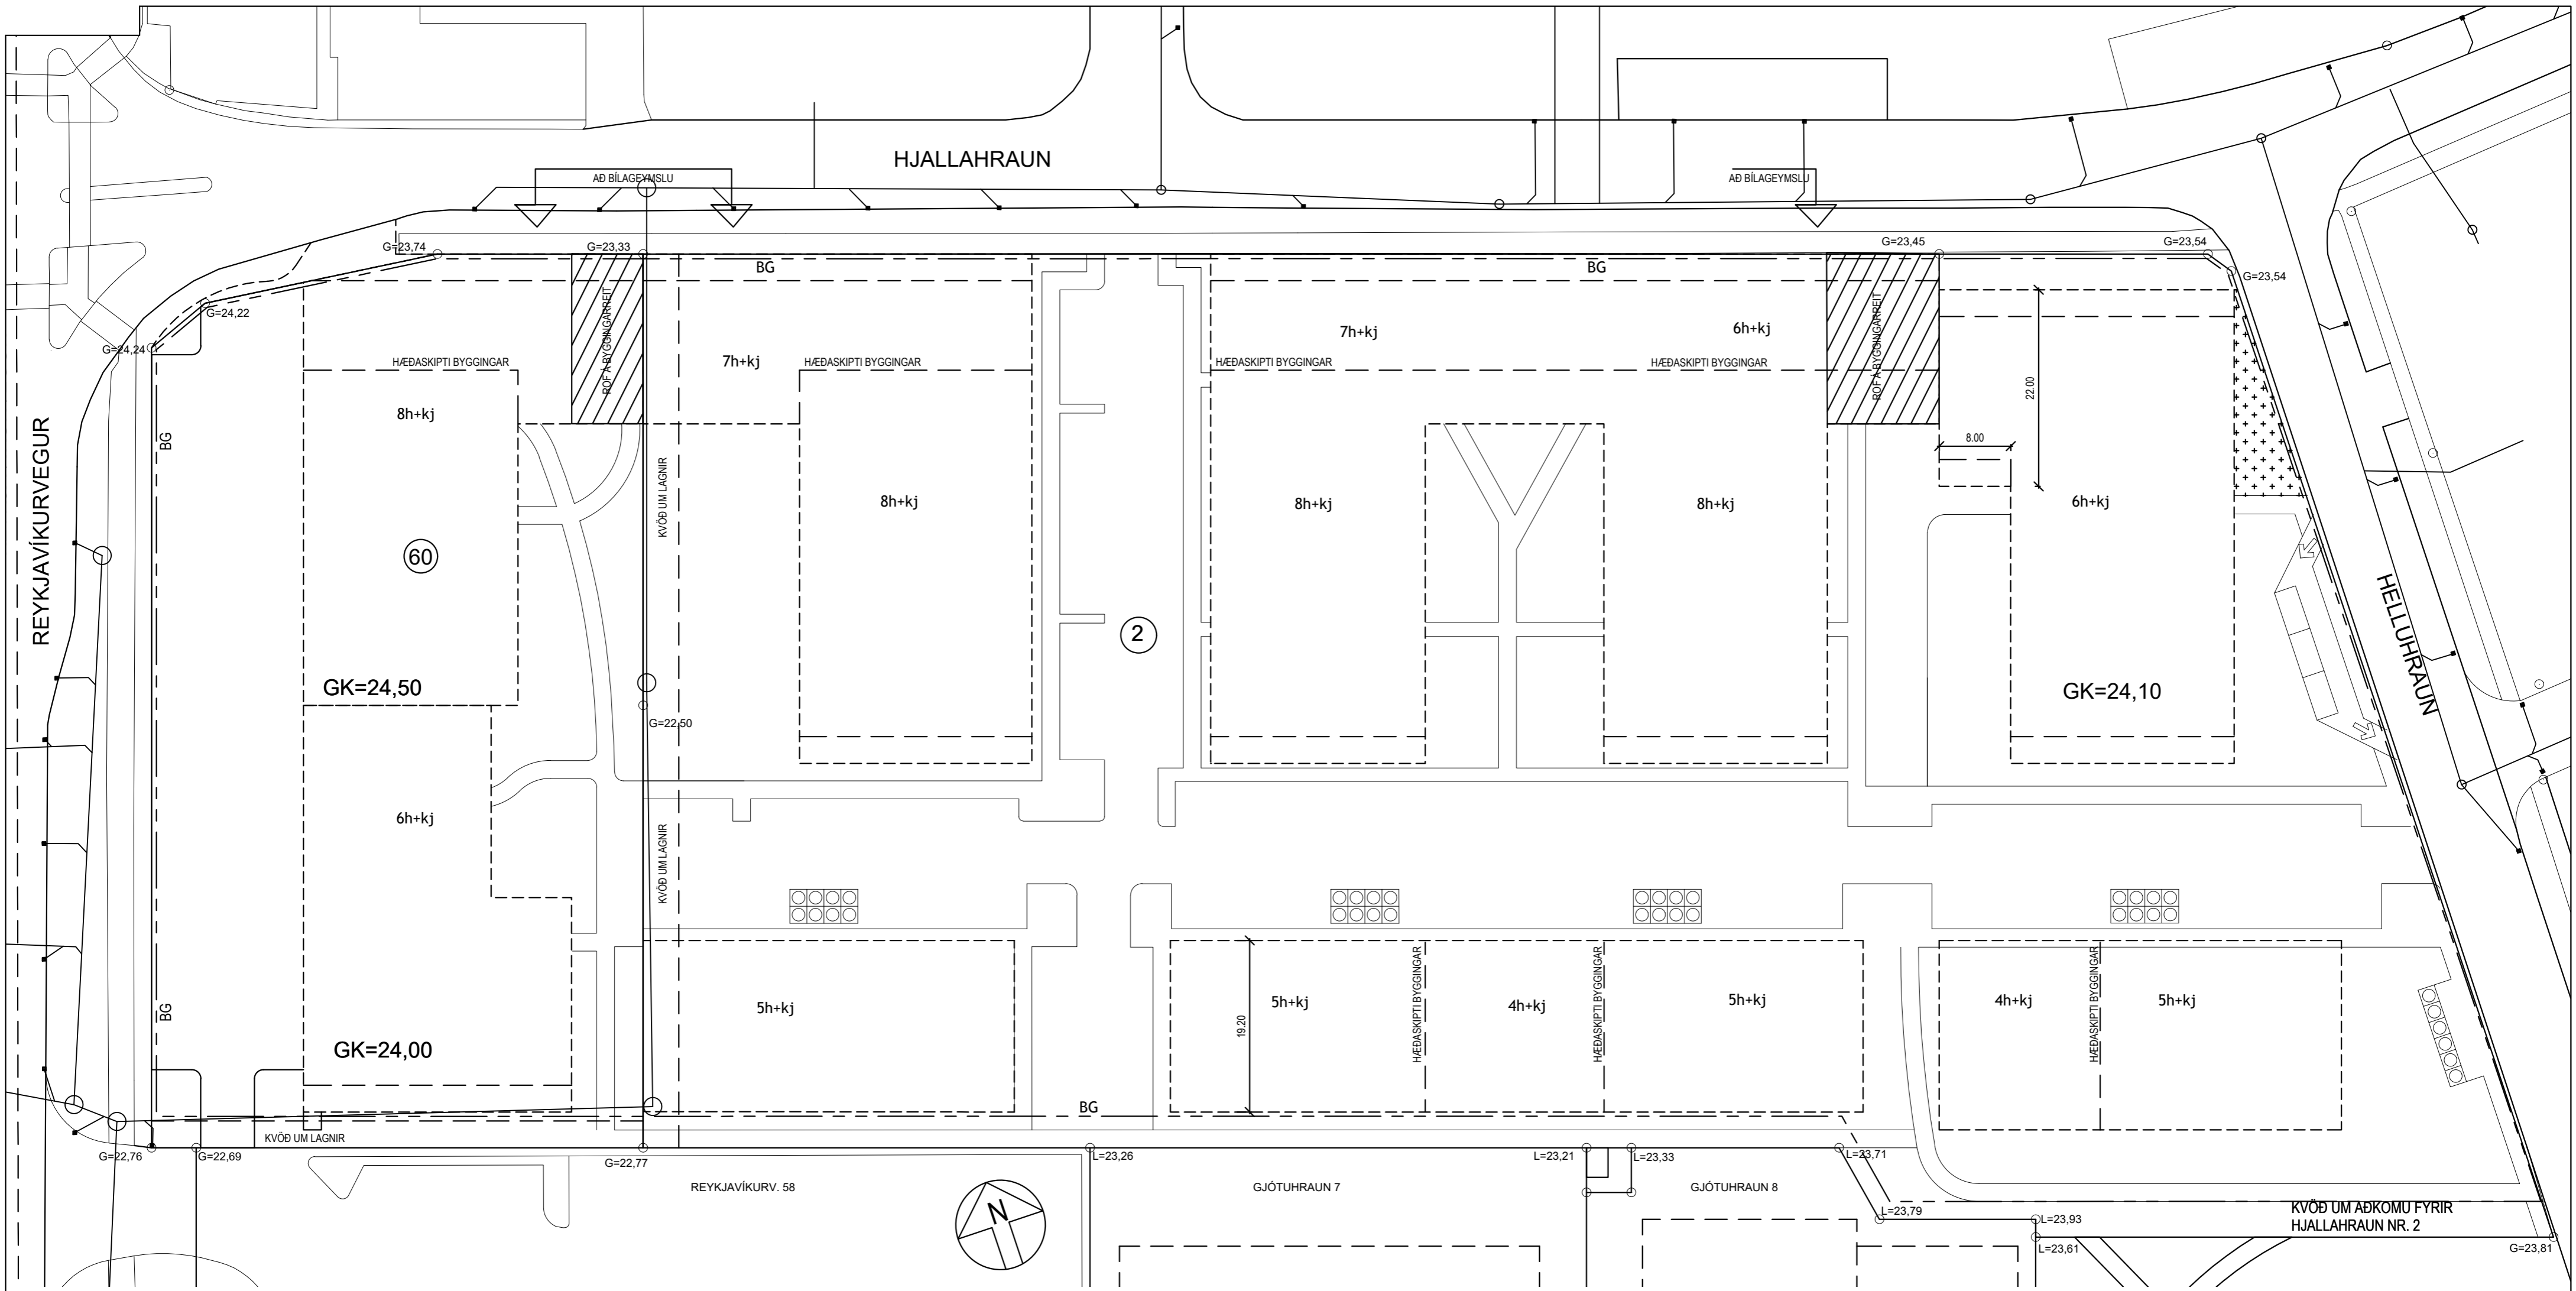 HJALLAHRAUN
AÐ BÍLAGEYMSLU
AÐ BÍLAGEYMSLU
G=23,74
G=23,33
G=23,45
G=23,54
G=23,54
BG
BG
G=24,22
G=24,24
ROF Á BYGGINGARREIT
ROF Á BYGGINGARREIT
7h+kj
6h+kj
7h+kj
HÆÐASKIPTI BYGGINGAR
HÆÐASKIPTI BYGGINGAR
HÆÐASKIPTI BYGGINGAR
HÆÐASKIPTI BYGGINGAR
22.00
8.00
8h+kj
BG
REYKJAVÍKURVEGUR
KVÖÐ UM LAGNIR
8h+kj
8h+kj
8h+kj
6h+kj
60
2
HELLUHRAUN
GK=24,50
GK=24,10
G=22,50
6h+kj
KVÖÐ UM LAGNIR
BG
5h+kj
19.20
5h+kj
HÆÐASKIPTI BYGGINGAR
4h+kj
HÆÐASKIPTI BYGGINGAR
5h+kj
4h+kj
HÆÐASKIPTI BYGGINGAR
5h+kj
GK=24,00
BG
KVÖÐ UM LAGNIR
G=22,76
G=22,69
G=22,77
L=23,26
L=23,21
L=23,33
L=23,71
REYKJAVÍKURV. 58
N
GJÓTUHRAUN 7
GJÓTUHRAUN 8
L=23,79
L=23,93
KVÖÐ UM AÐKOMU FYRIR
HJALLAHRAUN NR. 2
L=23,61
G=23,81